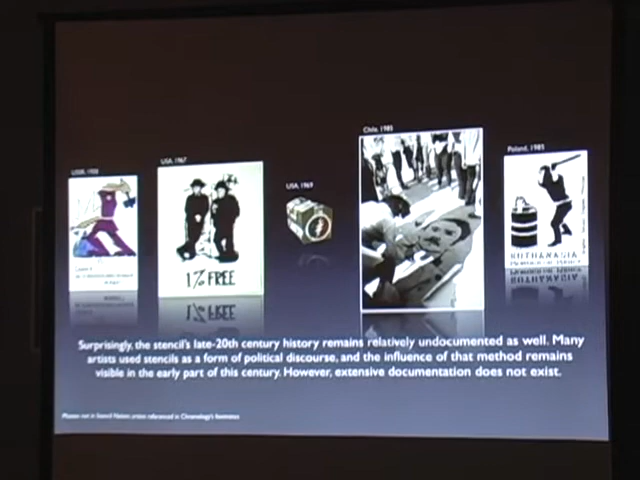 Chile, 1985
Poland, 1985
USA, 1967
USA, 1969
1% FREE
EUTHANASIA
Surprisingly, the stencil's late-20th century history remains relatively undocumented as well. Many
artists used stencils as a form of political discourse, and the influence of that method remains
visible in the early part of this century. However, extensive documentation does not exist.